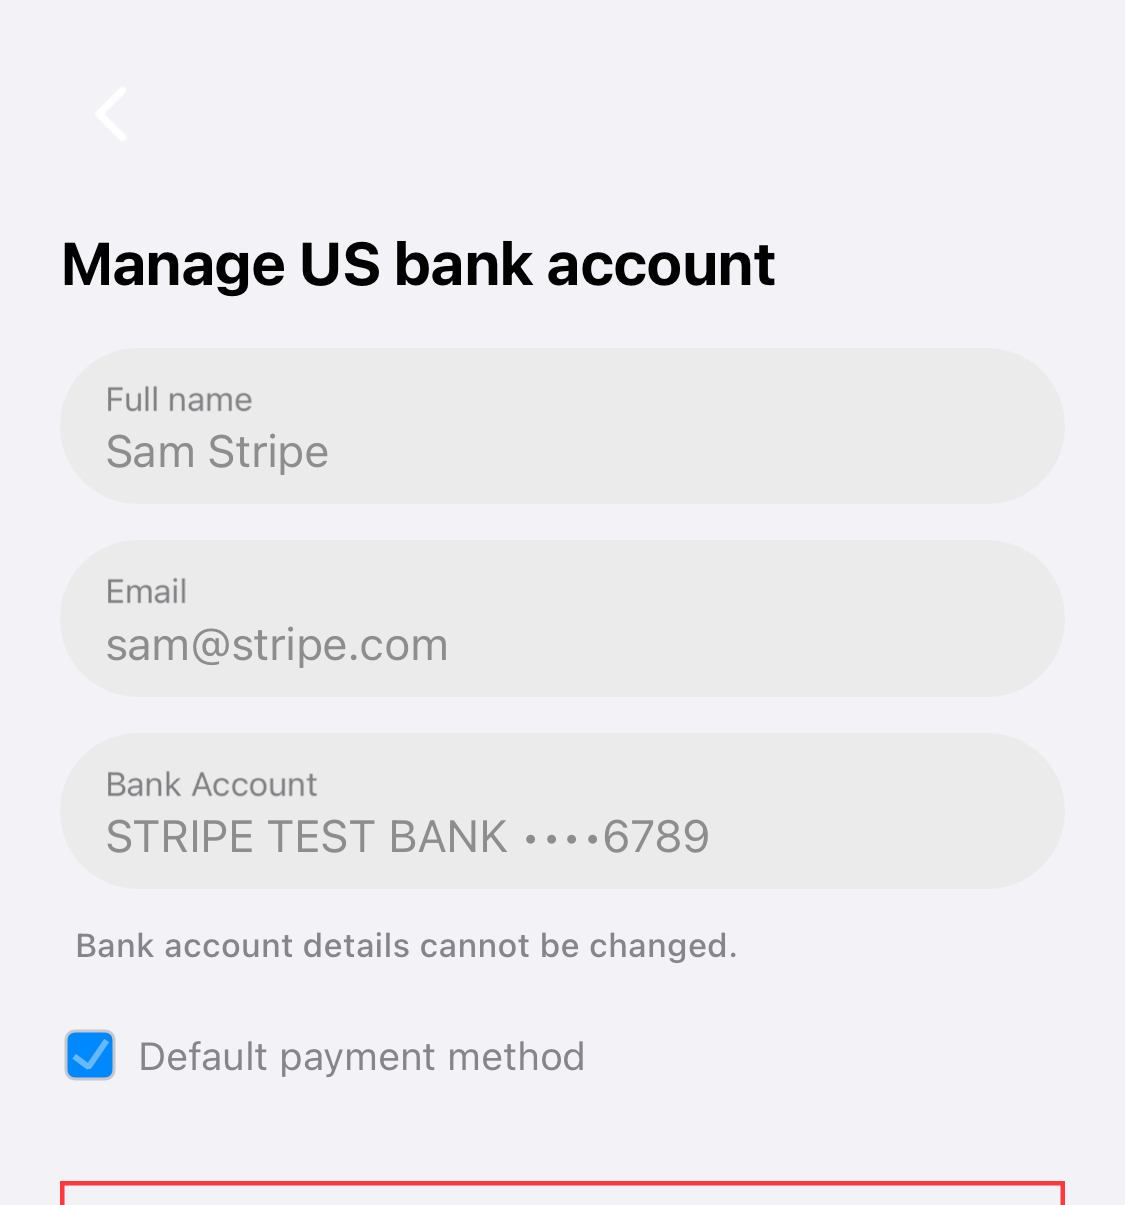 Manage US bank account
Full name
Sam Stripe
Email
sam@stripe.com
Bank Account
STRIPE TEST BANK ••••6789
Bank account details cannot be changed.
Default payment method